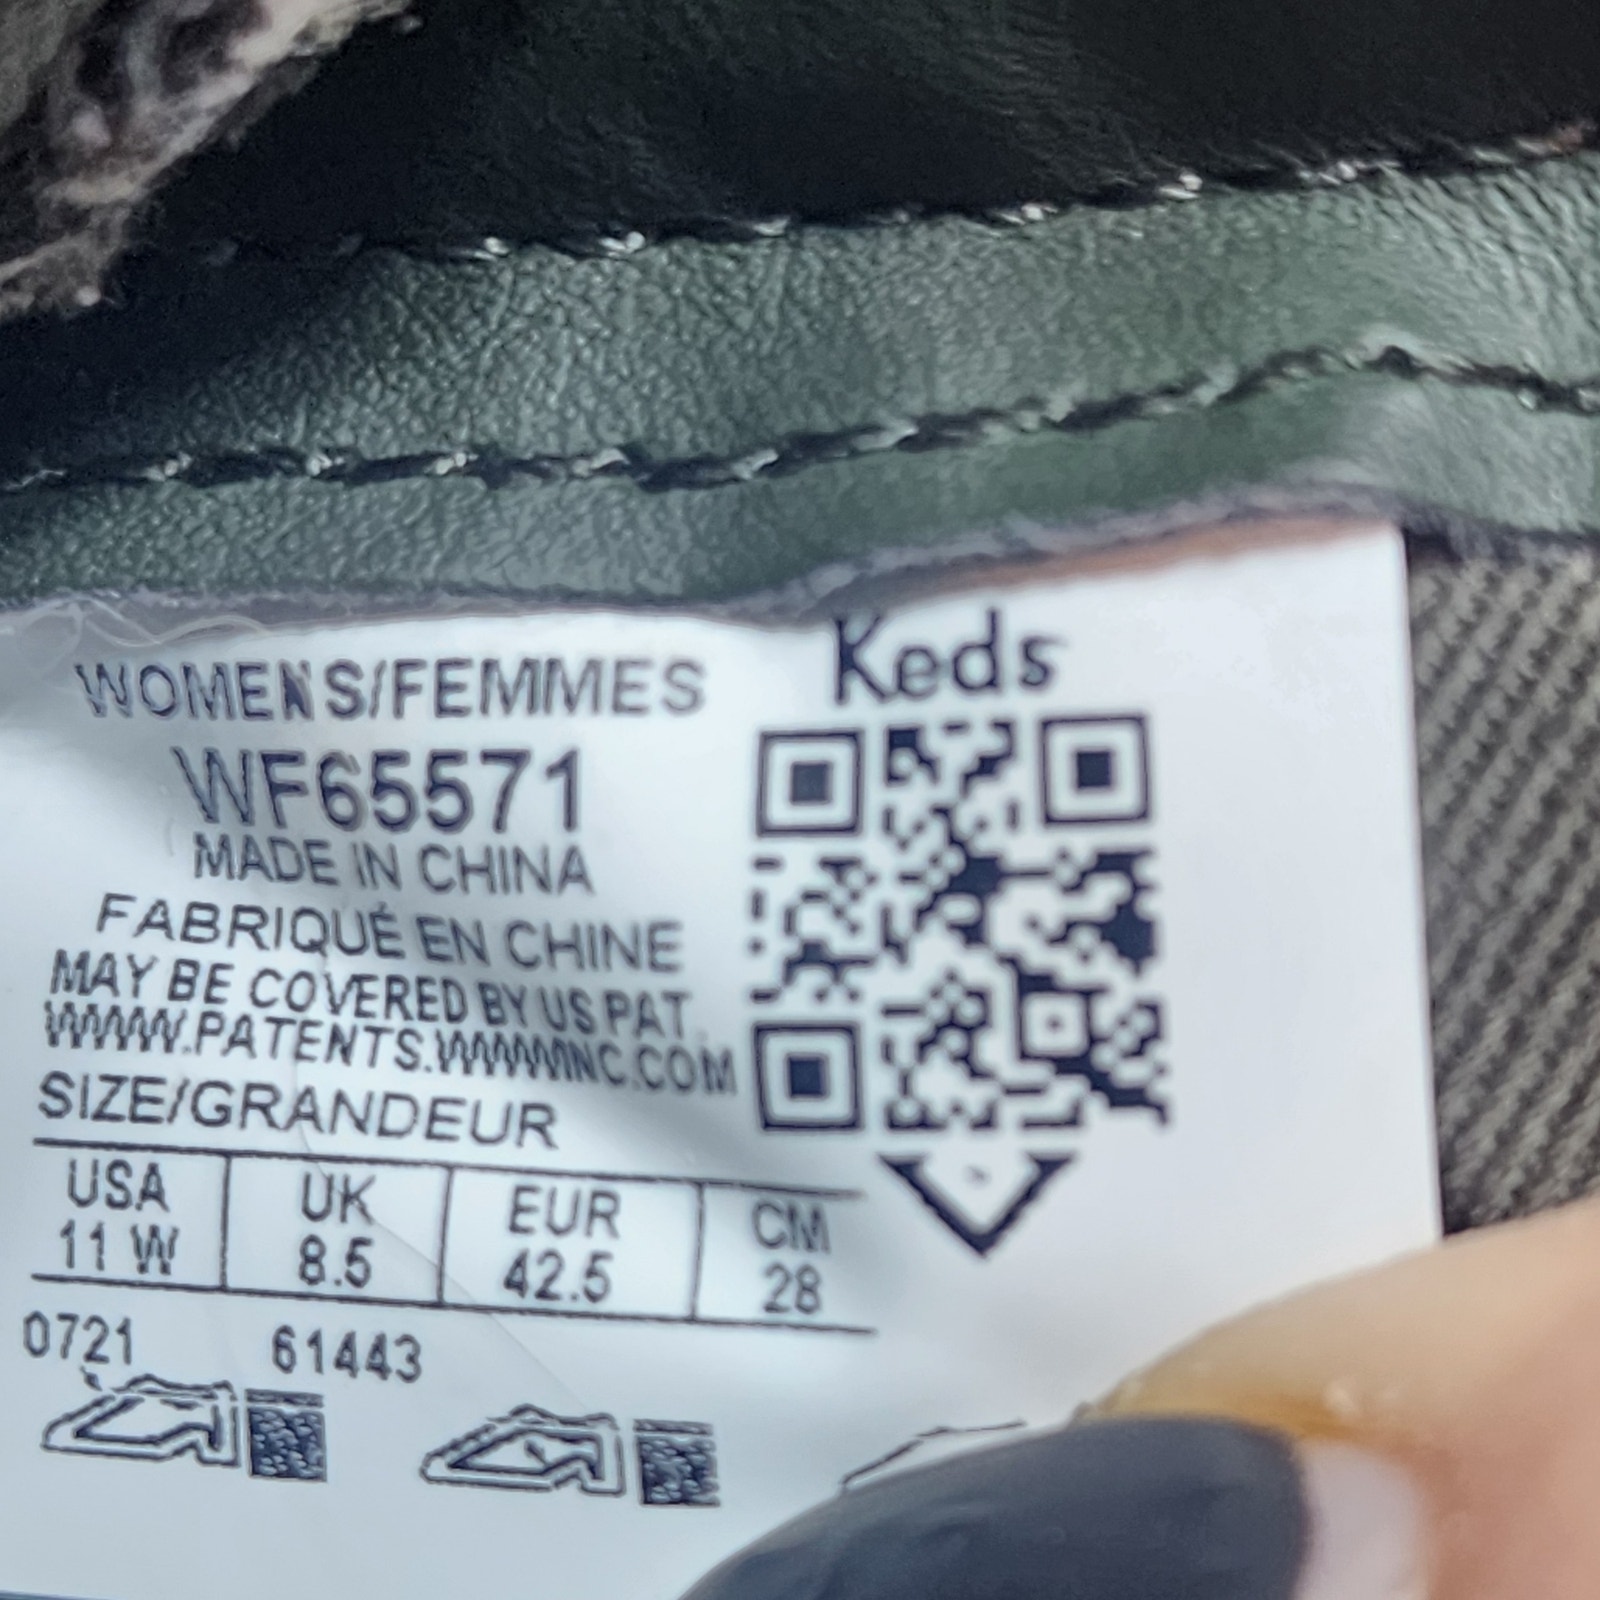 Keds
WOMEN'S/FEMMES
WF65571
MADE IN CHINA
FABRIQUÉ EN CHINE
MAY BE COVERED BY US PAT.
WWW.PATENTS.WWWINC.COM
SIZE/GRANDEUR
USA UK EUR CM
11 W 8.5 42.5 28
0721 61443